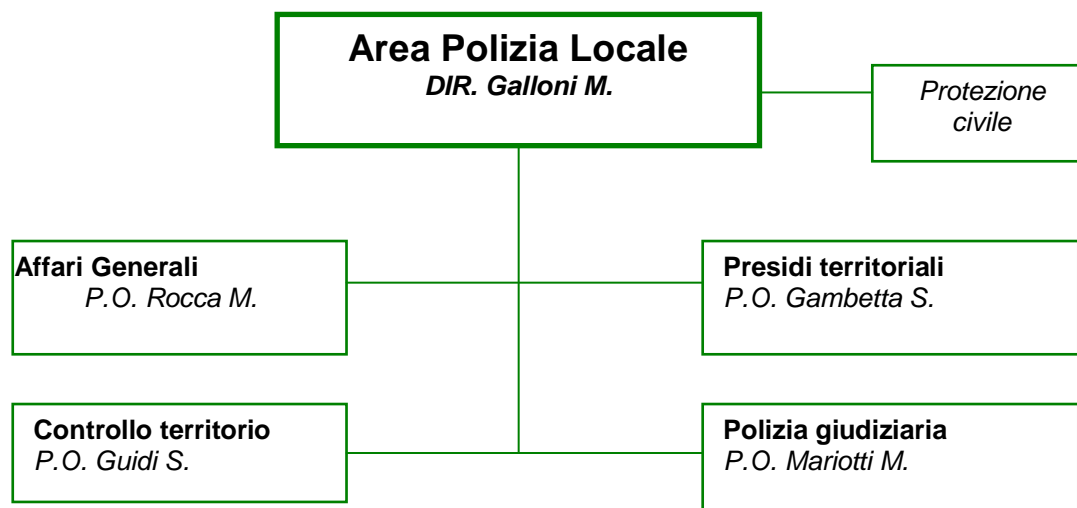 Area Polizia Locale
DIR. Galloni M.
Protezione
civile
Affari Generali
P.O. Rocca M.
Presidi territoriali
P.O. Gambetta S.
Controllo territorio
P.O. Guidi S.
Polizia giudiziaria
P.O. Mariotti M.